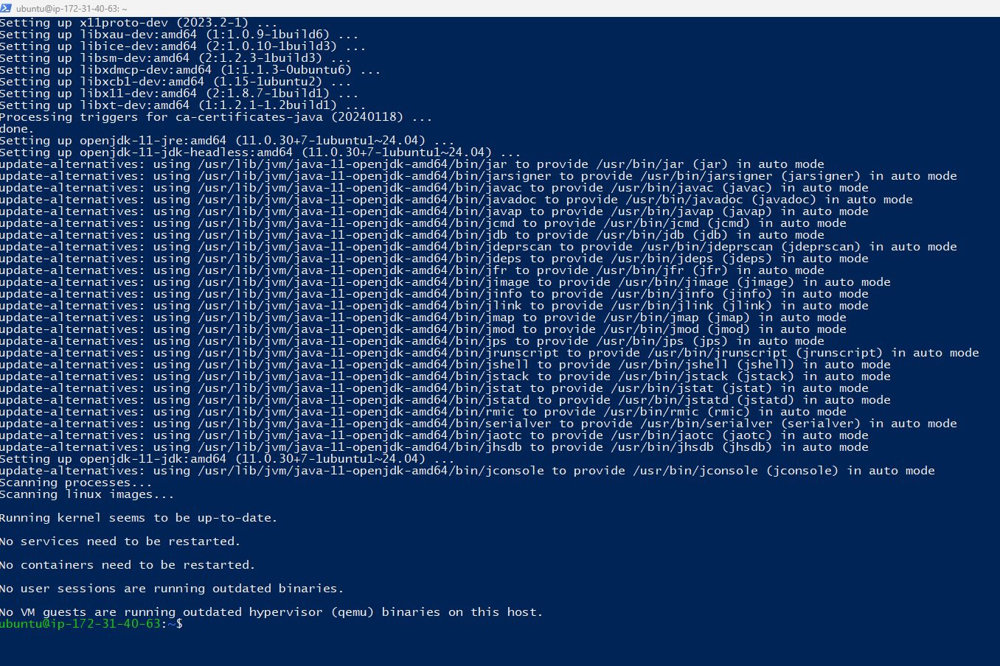 ubuntu@ip-172-31-40-63: ~
Setting up x11proto-dev (2023.2-1) ...
Setting up libxau-dev:amd64 (1:1.0.9-1build6) ...
Setting up libice-dev:amd64 (2:1.0.10-1build3) ...
Setting up libsm-dev:amd64 (2:1.2.3-1build3) ...
Setting up libxdmcp-dev:amd64 (1:1.1.3-0ubuntu6) ...
Setting up libxcb1-dev:amd64 (1.15-1ubuntu2) ...
Setting up libx11-dev:amd64 (2:1.8.7-1build1) ...
Setting up libxt-dev:amd64 (1:1.2.1-1.2build1) ...
Processing triggers for ca-certificates-java (20240118) ...
done.
Setting up openjdk-11-jre:amd64 (11.0.30+7-1ubuntu1~24.04) ...
Setting up openjdk-11-jdk-headless:amd64 (11.0.30+7-1ubuntu1~24.04) ...
update-alternatives: using /usr/lib/jvm/java-11-openjdk-amd64/bin/jar to provide /usr/bin/jar (jar) in auto mode
update-alternatives: using /usr/lib/jvm/java-11-openjdk-amd64/bin/jarsigner to provide /usr/bin/jarsigner (jarsigner) in auto mode
update-alternatives: using /usr/lib/jvm/java-11-openjdk-amd64/bin/javac to provide /usr/bin/javac (javac) in auto mode
update-alternatives: using /usr/lib/jvm/java-11-openjdk-amd64/bin/javadoc to provide /usr/bin/javadoc (javadoc) in auto mode
update-alternatives: using /usr/lib/jvm/java-11-openjdk-amd64/bin/javap to provide /usr/bin/javap (javap) in auto mode
update-alternatives: using /usr/lib/jvm/java-11-openjdk-amd64/bin/jcmd to provide /usr/bin/jcmd (jcmd) in auto mode
update-alternatives: using /usr/lib/jvm/java-11-openjdk-amd64/bin/jdb to provide /usr/bin/jdb (jdb) in auto mode
update-alternatives: using /usr/lib/jvm/java-11-openjdk-amd64/bin/jdeprscan to provide /usr/bin/jdeprscan (jdeprscan) in auto mode
update-alternatives: using /usr/lib/jvm/java-11-openjdk-amd64/bin/jdeps to provide /usr/bin/jdeps (jdeps) in auto mode
update-alternatives: using /usr/lib/jvm/java-11-openjdk-amd64/bin/jfr to provide /usr/bin/jfr (jfr) in auto mode
update-alternatives: using /usr/lib/jvm/java-11-openjdk-amd64/bin/jimage to provide /usr/bin/jimage (jimage) in auto mode
update-alternatives: using /usr/lib/jvm/java-11-openjdk-amd64/bin/jinfo to provide /usr/bin/jinfo (jinfo) in auto mode
update-alternatives: using /usr/lib/jvm/java-11-openjdk-amd64/bin/jlink to provide /usr/bin/jlink (jlink) in auto mode
update-alternatives: using /usr/lib/jvm/java-11-openjdk-amd64/bin/jmap to provide /usr/bin/jmap (jmap) in auto mode
update-alternatives: using /usr/lib/jvm/java-11-openjdk-amd64/bin/jmod to provide /usr/bin/jmod (jmod) in auto mode
update-alternatives: using /usr/lib/jvm/java-11-openjdk-amd64/bin/jps to provide /usr/bin/jps (jps) in auto mode
update-alternatives: using /usr/lib/jvm/java-11-openjdk-amd64/bin/jrunscript to provide /usr/bin/jrunscript (jrunscript) in auto mode
update-alternatives: using /usr/lib/jvm/java-11-openjdk-amd64/bin/jshell to provide /usr/bin/jshell (jshell) in auto mode
update-alternatives: using /usr/lib/jvm/java-11-openjdk-amd64/bin/jstack to provide /usr/bin/jstack (jstack) in auto mode
update-alternatives: using /usr/lib/jvm/java-11-openjdk-amd64/bin/jstat to provide /usr/bin/jstat (jstat) in auto mode
update-alternatives: using /usr/lib/jvm/java-11-openjdk-amd64/bin/jstatd to provide /usr/bin/jstatd (jstatd) in auto mode
update-alternatives: using /usr/lib/jvm/java-11-openjdk-amd64/bin/rmic to provide /usr/bin/rmic (rmic) in auto mode
update-alternatives: using /usr/lib/jvm/java-11-openjdk-amd64/bin/serialver to provide /usr/bin/serialver (serialver) in auto mode
update-alternatives: using /usr/lib/jvm/java-11-openjdk-amd64/bin/jaotc to provide /usr/bin/jaotc (jaotc) in auto mode
update-alternatives: using /usr/lib/jvm/java-11-openjdk-amd64/bin/jhsdb to provide /usr/bin/jhsdb (jhsdb) in auto mode
Setting up openjdk-11-jdk:amd64 (11.0.30+7-1ubuntu1~24.04) ...
update-alternatives: using /usr/lib/jvm/java-11-openjdk-amd64/bin/jconsole to provide /usr/bin/jconsole (jconsole) in auto mode
Scanning processes...
Scanning linux images...
Running kernel seems to be up-to-date.
No services need to be restarted.
No containers need to be restarted.
No user sessions are running outdated binaries.
No VM guests are running outdated hypervisor (qemu) binaries on this host.
ubuntu@ip-172-31-40-63:~$